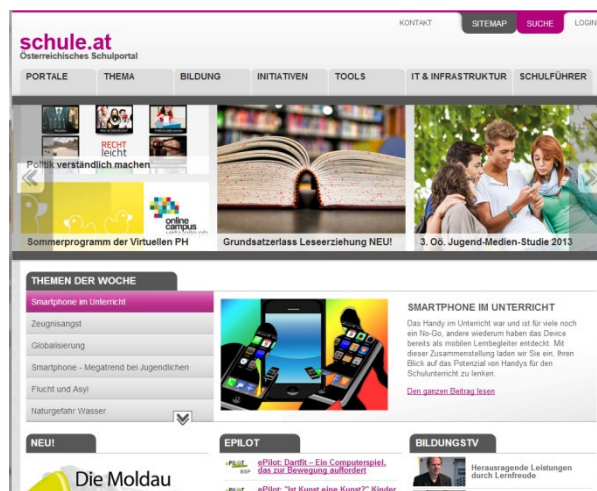 KONTAKT
SITEMAP
SUCHE
LOGIN
schule.at
Österreichisches Schulportal
PORTALE
THEMA
BILDUNG
INITIATIVEN
TOOLS
IT & INFRASTRUKTUR
SCHULFÜHRER
RECHT
leicht
Politik verständlich machen
online
campus
Sommerprogramm der Virtuellen PH
Grundsatzerlass Leseerziehung NEU!
3. Oö. Jugend-Medien-Studie 2013
THEMEN DER WOCHE
Smartphone im Unterricht
Zeugnisangst
Globalisierung
Smartphone - Megatrend bei Jugendlichen
Flucht und Asyl
Naturgefahr Wasser
SMARTPHONE IM UNTERRICHT
Das Handy im Unterricht war und ist für viele noch
ein No-Go, andere wiederum haben das Device
bereits als mobilen Lernbegleiter entdeckt. Mit
dieser Zusammenstellung laden wir Sie ein, Ihren
Blick auf das Potenzial von Handys für den
Schulunterricht zu lenken.
Den ganzen Beitrag lesen
NEU!
Die Moldau
EPILOT
ePilot: Dartfit – Ein Computerspiel,
das zur Bewegung auffordert
ePilot: "Ist Kunst eine Kunst?" Kinder
BILDUNGSTV
Herausragende Leistungen
durch Lernfreude